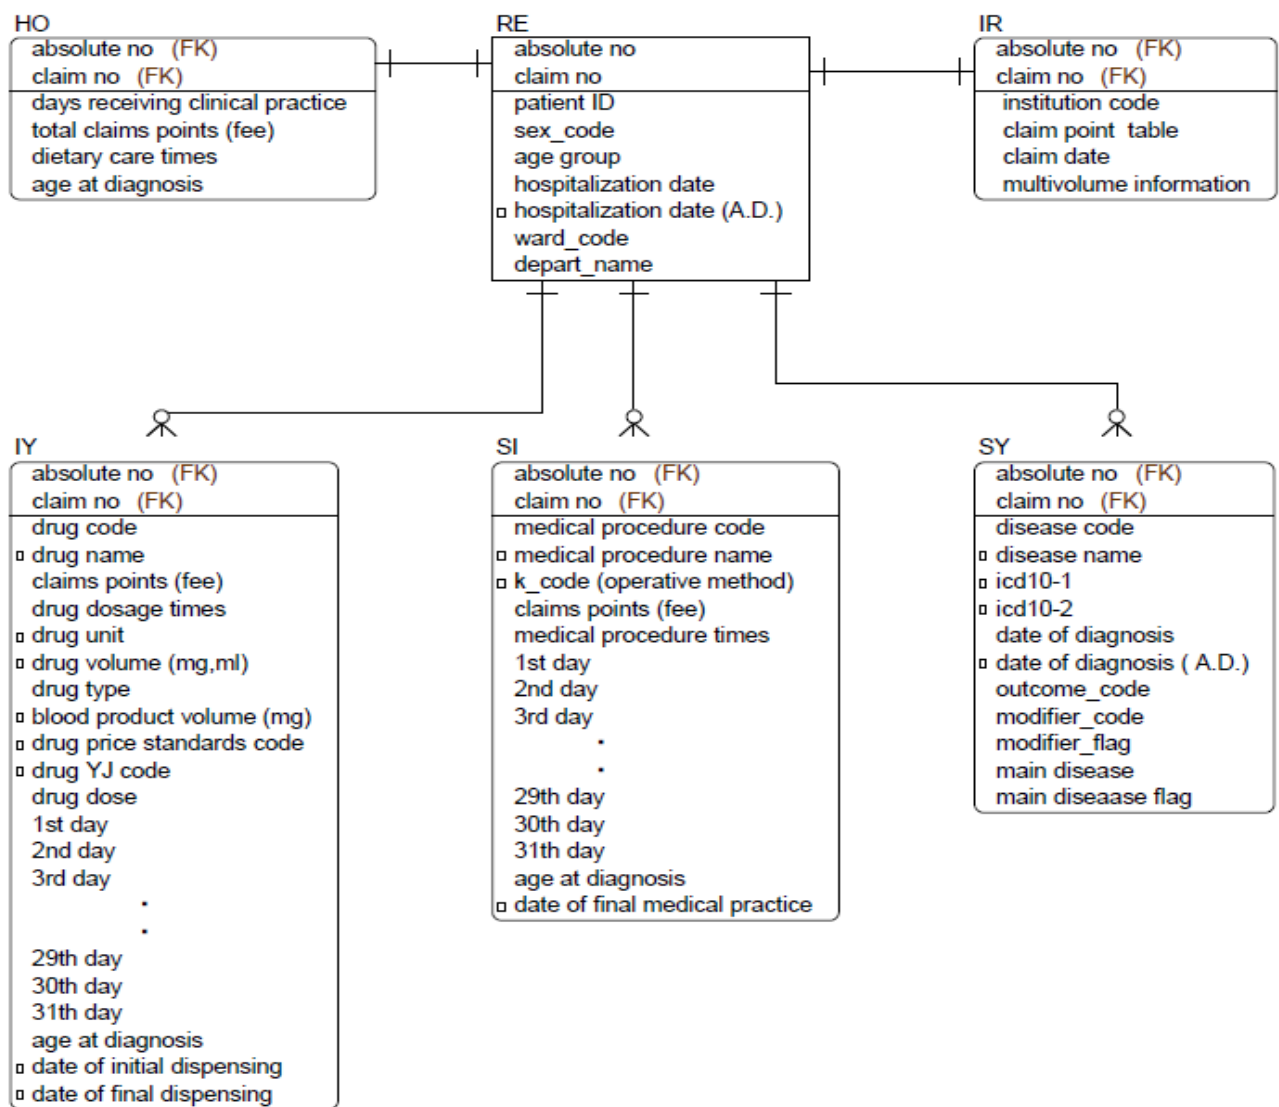 HO
absolute no (FK)
claim no (FK)
days receiving clinical practice
total claims points (fee)
dietary care times
age at diagnosis
RE
absolute no
claim no
patient ID
sex_code
age group
hospitalization date
hospitalization date (A.D.)
ward_code
depart_name
IR
absolute no (FK)
claim no (FK)
institution code
claim point table
claim date
multivolume information
IY
absolute no (FK)
claim no (FK)
drug code
drug name
claims points (fee)
drug dosage times
drug unit
drug volume (mg,ml)
drug type
blood product volume (mg)
drug price standards code
drug YJ code
drug dose
1st day
2nd day
3rd day
.
.
29th day
30th day
31th day
age at diagnosis
date of initial dispensing
date of final dispensing
SI
absolute no (FK)
claim no (FK)
medical procedure code
medical procedure name
k_code (operative method)
claims points (fee)
medical procedure times
1st day
2nd day
3rd day
.
.
29th day
30th day
31th day
age at diagnosis
date of final medical practice
SY
absolute no (FK)
claim no (FK)
disease code
disease name
icd10-1
icd10-2
date of diagnosis
date of diagnosis ( A.D.)
outcome_code
modifier_code
modifier_flag
main disease
main diseaase flag